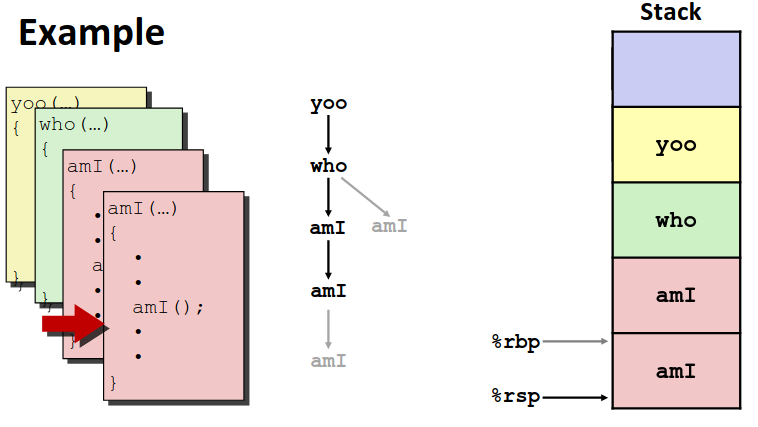 Example
yoo(…)
{
}
who(…)
{
}
amI(…)
{
•
•
a
•
•
}
amI(…)
{
•
•
amI();
•
•
}
yoo
who
amI
amI
amI
amI
Stack
yoo
who
amI
amI
%rbp
%rsp